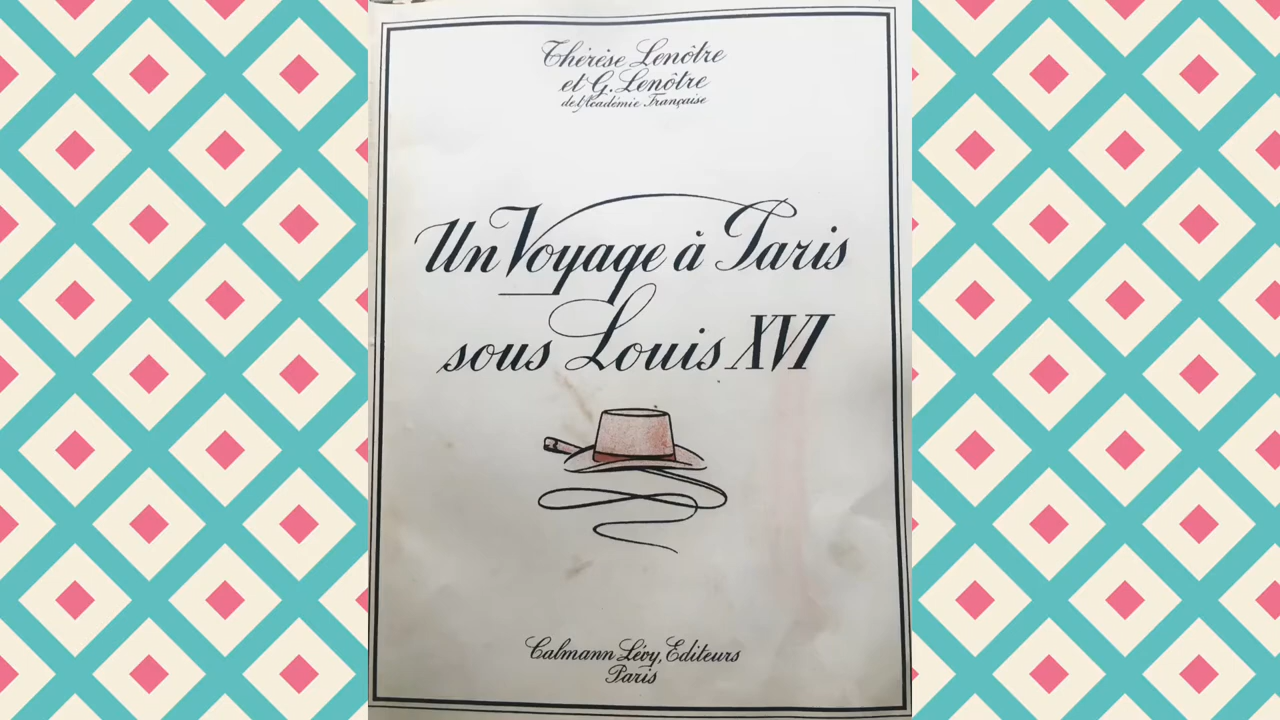 Thérèse Lenôtre
et G. Lenôtre
de l'Académie Française
Un Voyage à Paris
sous Louis XVI
Calmann Lévy, Editeurs
Paris